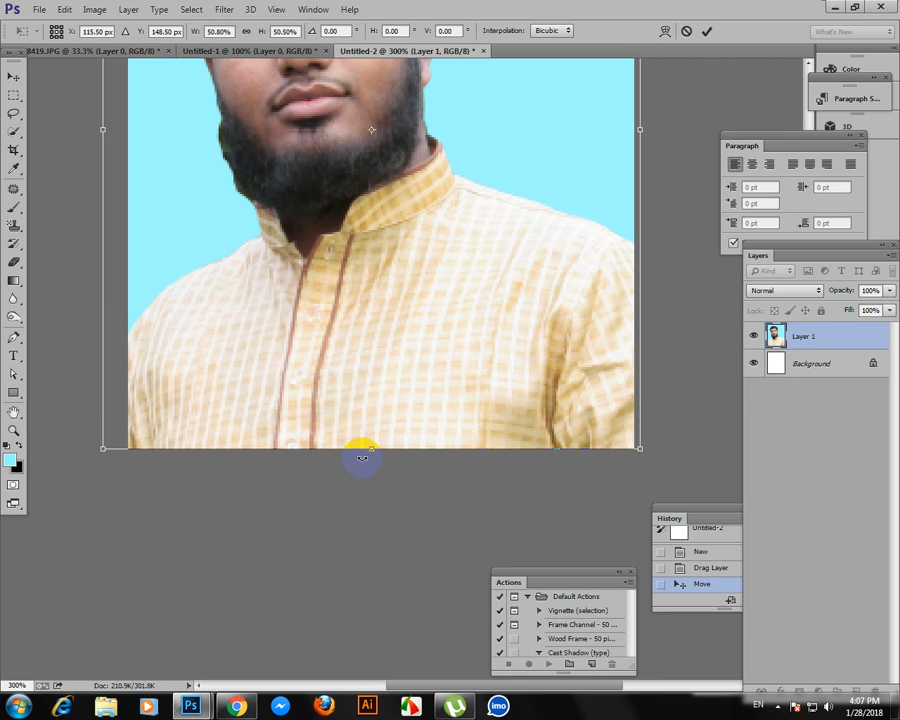 Ps File Edit Image Layer Type Select Filter 3D View Window Help
X: 115.50 px Y: 148.50 px W: 50.80% H: 50.50% 0.00 H: 0.00 V: 0.00 Interpolation: Bicubic What's New
8419.JPG @ 33.3% (Layer 0, RGB/8) * × Untitled-1 @ 100% (Layer 0, RGB/8) * × Untitled-2 @ 300% (Layer 1, RGB/8) * ×
Color
Paragraph S...
3D
Paragraph
0 pt 0 pt
0 pt
0 pt 0 pt
Layers
Kind
Normal Opacity: 100%
Lock: Fill: 100%
Layer 1
Background
History
Untitled-2
New
Drag Layer
Move
Actions
Default Actions
Vignette (selection)
Frame Channel - 50 ...
Wood Frame - 50 pi...
Cast Shadow (type)
300% Doc: 210.9K/301.8K
Ps Ai imo EN 4:07 PM
1/28/2018